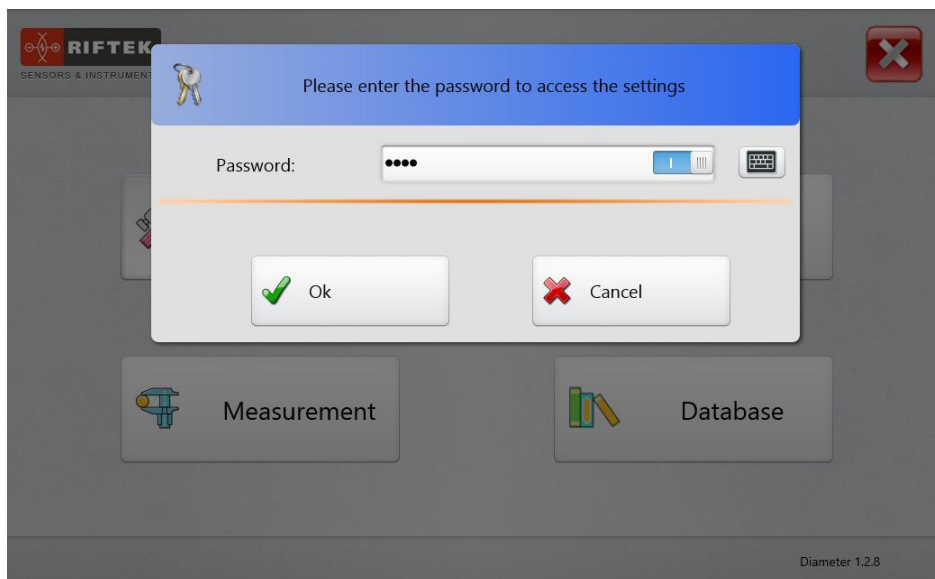 RIFTEK
SENSORS & INSTRUMEN
Please enter the password to access the settings
Password:
Ok
Cancel
Measurement
Database
Diameter 1.2.8